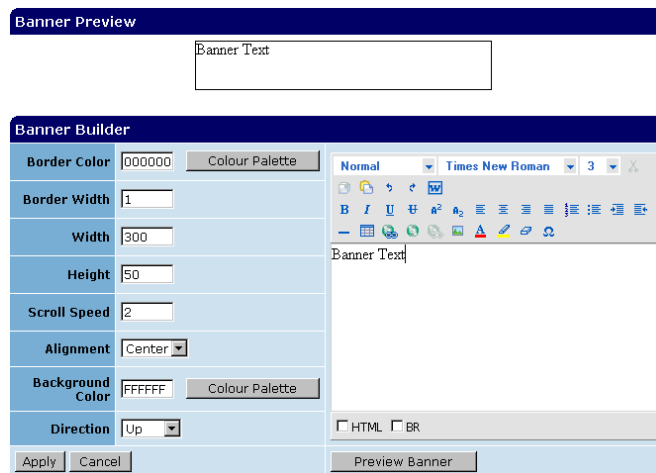 Banner Preview
Banner Text
Banner Builder
Border Color 000000 Colour Palette
Border Width 1
Width 300
Height 50
Scroll Speed 2
Alignment Center
Background Color FFFFFF Colour Palette
Direction Up
Apply Cancel
Normal Times New Roman 3
W
B I U U A² A₂
A Ω
Banner Text
HTML BR
Preview Banner